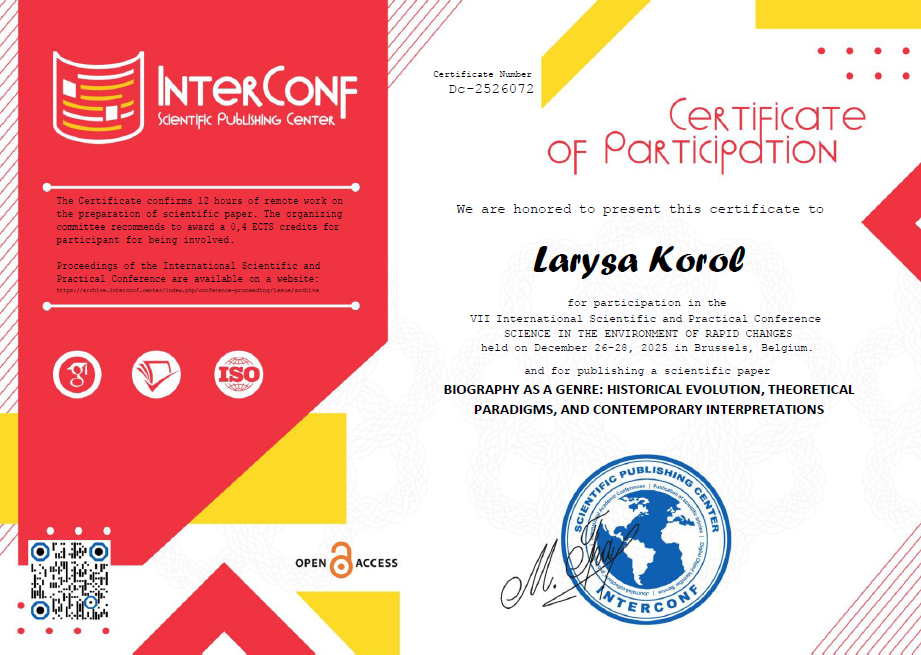 INTERCONF
SCIENTIFIC PUBLISHING CENTER
Certificate Number
Dc-2526072
CERTIFICATE
OF PARTICIPATION
The Certificate confirms 12 hours of remote work on
the preparation of scientific paper. The organizing
committee recommends to award a 0,4 ECTS credits for
participant for being involved.
Proceedings of the International Scientific and
Practical Conference are available on a website:
https://archive.interconf.center/index.php/conference-proceeding/issue/archive
ISO
We are honored to present this certificate to
Larysa Korol
for participation in the
VII International Scientific and Practical Conference
SCIENCE IN THE ENVIRONMENT OF RAPID CHANGES
held on December 26-28, 2025 in Brussels, Belgium.
and for publishing a scientific paper
BIOGRAPHY AS A GENRE: HISTORICAL EVOLUTION, THEORETICAL
PARADIGMS, AND CONTEMPORARY INTERPRETATIONS
OPEN ACCESS
SCIENTIFIC PUBLISHING CENTER
INTERCONF